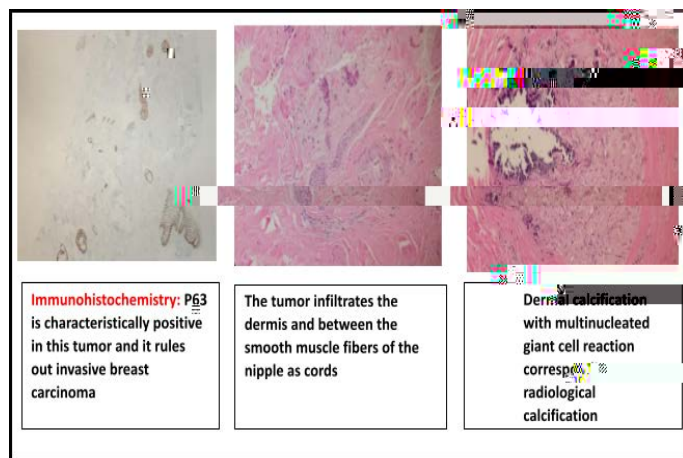 Immunohistochemistry: P63
is characteristically positive
in this tumor and it rules
out invasive breast
carcinoma
The tumor infiltrates the
dermis and between the
smooth muscle fibers of the
nipple as cords
Dermal calcification
with multinucleated
giant cell reaction
radiological
calcification